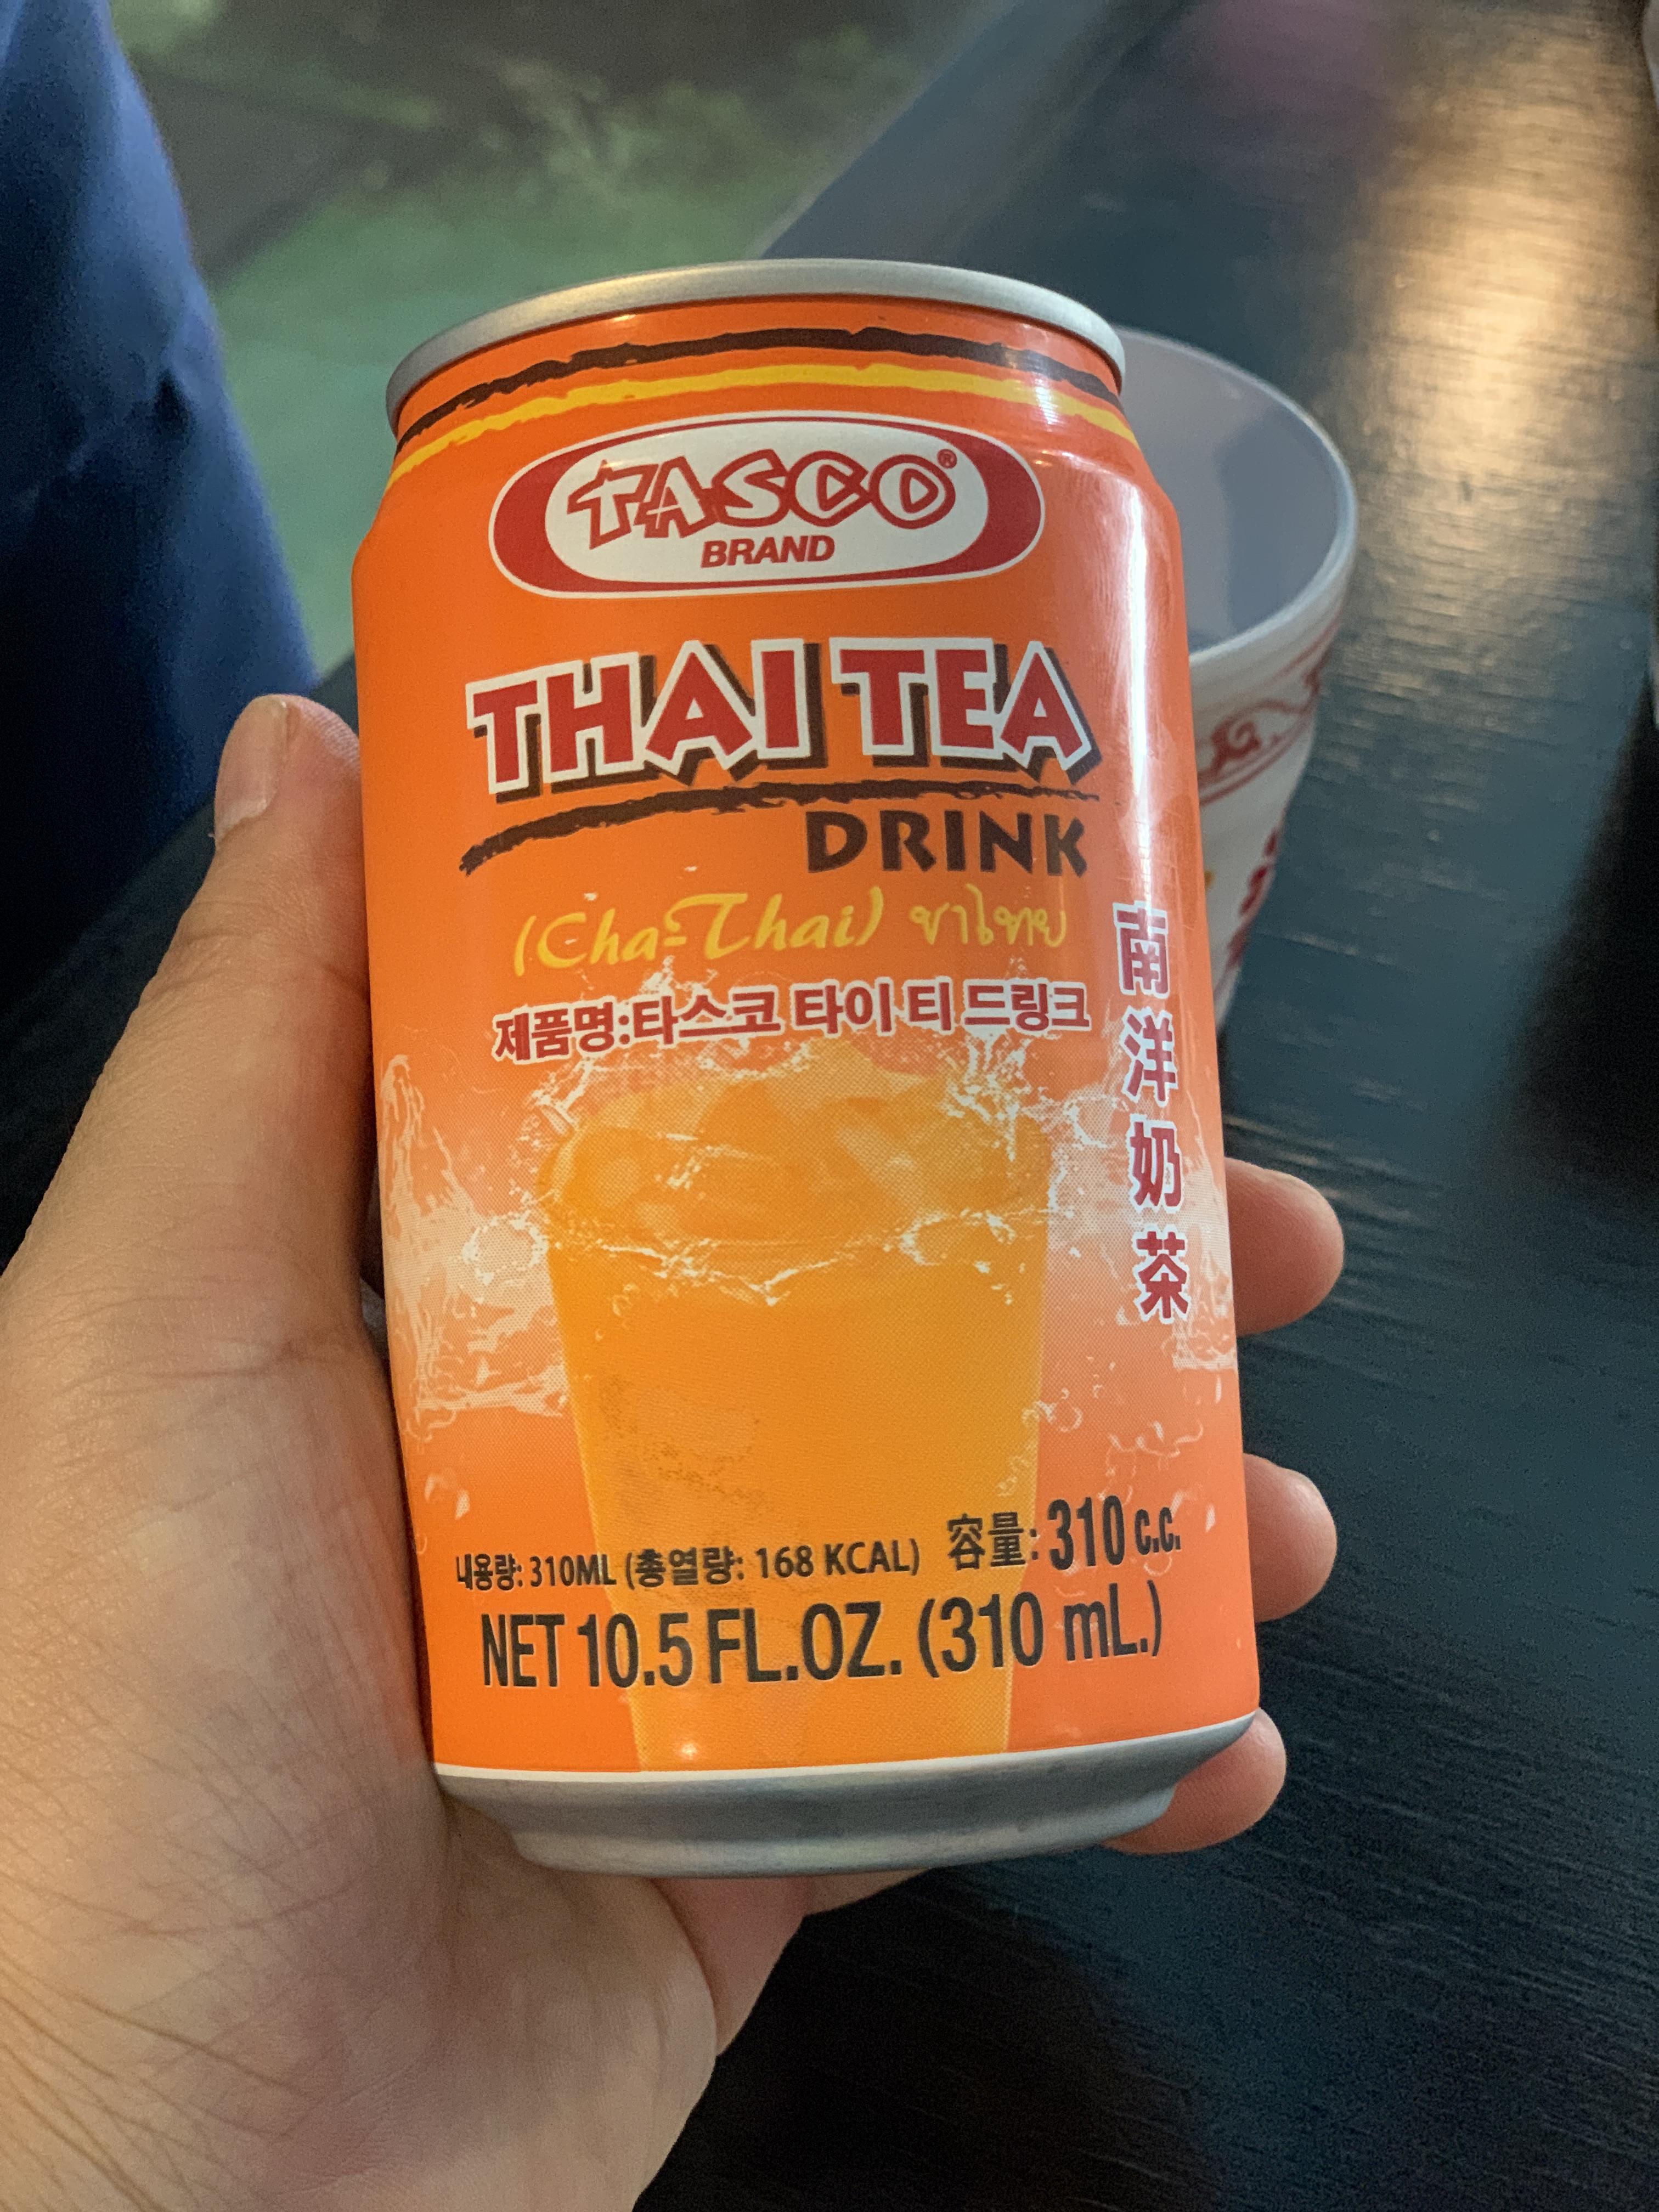 TASCO®
BRAND
THAI TEA
DRINK
(Cha-Thai) ชาไทย
제품명:타스코 타이 티 드링크
南洋奶茶
내용량: 310ML (총열량: 168 KCAL)
容量: 310 c.c.
NET 10.5 FL.OZ. (310 mL.)